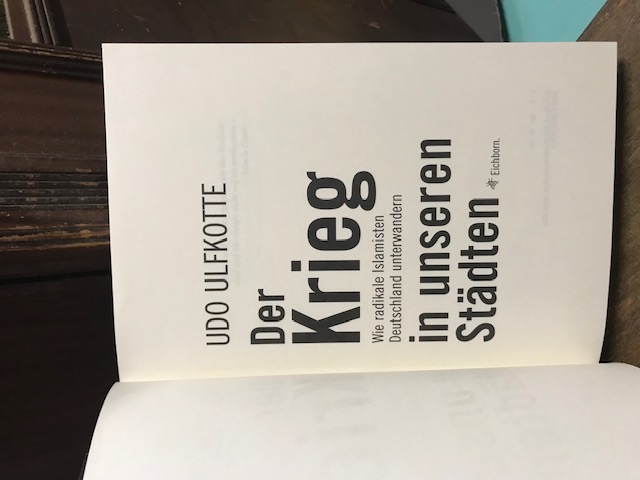 UDO ULFKOTTE
Der
Krieg
Wie radikale Islamisten
Deutschland unterwandern
in unseren
Städten
Eichborn.